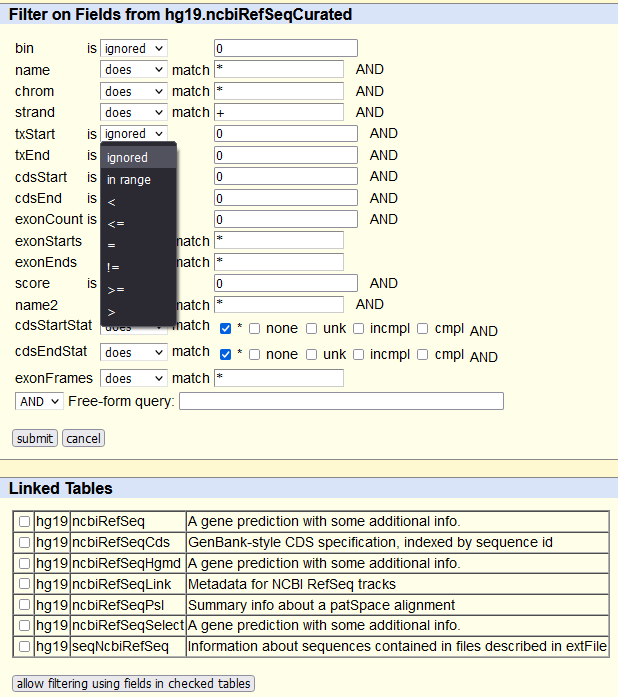 Filter on Fields from hg19.ncbiRefSeqCurated
bin is ignored 0
name does match * AND
chrom does match * AND
strand does match + AND
txStart is ignored 0 AND
txEnd is 0 AND
cdsStart is 0 AND
cdsEnd is 0 AND
exonCount is 0 AND
exonStarts match *
exonEnds match *
score is 0 AND
name2 match * AND
ignored
in range
<
<=
=
!=
>=
>
cdsStartStat does match * none unk incmpl cmpl AND
cdsEndStat does match * none unk incmpl cmpl AND
exonFrames does match *
AND Free-form query:
submit cancel
Linked Tables
hg19 ncbiRefSeq A gene prediction with some additional info.
hg19 ncbiRefSeqCds GenBank-style CDS specification, indexed by sequence id
hg19 ncbiRefSeqHgmd A gene prediction with some additional info.
hg19 ncbiRefSeqLink Metadata for NCBI RefSeq tracks
hg19 ncbiRefSeqPsl Summary info about a patSpace alignment
hg19 ncbiRefSeqSelect A gene prediction with some additional info.
hg19 seqNcbiRefSeq Information about sequences contained in files described in extFile
allow filtering using fields in checked tables